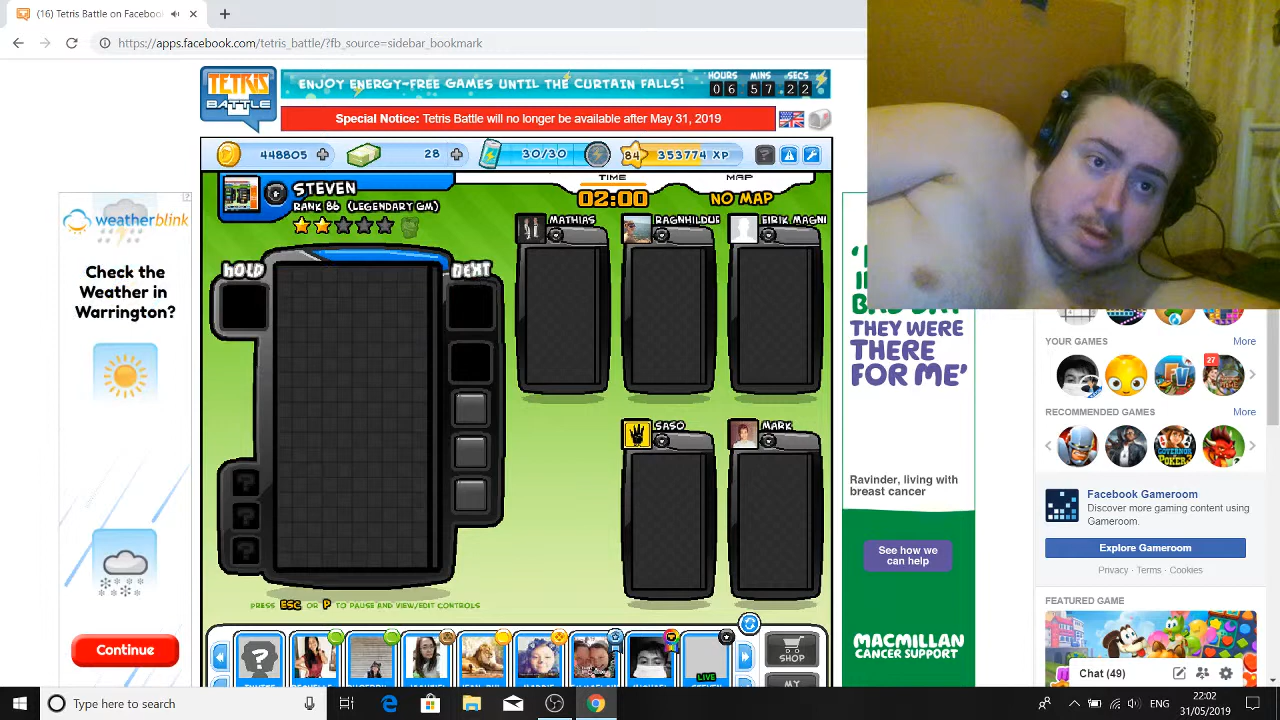 (16) Tetris Battle on Facebook
https://apps.facebook.com/tetris_battle/?fb_source=sidebar_bookmark
TETRIS
BATTLE
ENJOY ENERGY-FREE GAMES UNTIL THE CURTAIN FALLS!
HOURS MINS SECS
06 57 22
Special Notice: Tetris Battle will no longer be available after May 31, 2019
448805
28
30/30
84
353774 XP
STEVEN
RANK 86 (LEGENDARY GM)
TIME
02:00
MAP
NO MAP
MATHIAS
RAGNHILDUE
EIRIK MAGNI
HOLD
NEXT
SASO
MARK
PRESS ESC OR P TO PAUSE AND VIEW/EDIT CONTROLS
SHOP
MY
LIVE
weatherblink
Check the
Weather in
Warrington?
Continue
THEY WERE
THERE
FOR ME'
Ravinder, living with
breast cancer
See how we
can help
MACMILLAN
CANCER SUPPORT
YOUR GAMES
More
27
RECOMMENDED GAMES
More
Facebook Gameroom
Discover more gaming content using
Gameroom.
Explore Gameroom
Privacy · Terms · Cookies
FEATURED GAME
Chat (49)
Type here to search
ENG
22:02
31/05/2019